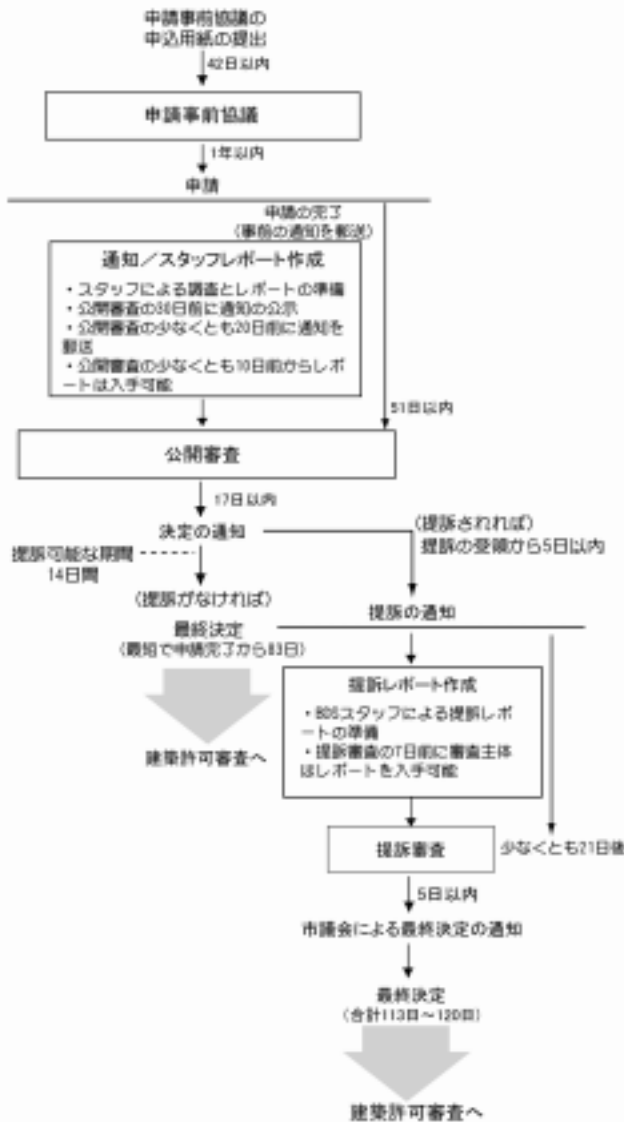 申請事前協議の
申込用紙の提出
42日以内
申請事前協議
1年以内
申請
申請の完了
(事前の通知を郵送)
通知／スタッフレポート作成
・スタッフによる調査とレポートの準備
・公開審査の30日前に通知の公示
・公開審査の少なくとも20日前に通知を
郵送
・公開審査の少なくとも10日前からレポ
ートは入手可能
51日以内
公開審査
17日以内
決定の通知
(提訴されれば)
提訴の受領から5日以内
提訴可能な期間
14日間
(提訴がなければ)
提訴の通知
最終決定
(最短で申請完了から83日)
提訴レポート作成
・BDSスタッフによる提訴レポ
ートの準備
・提訴審査の7日前に審査主体
はレポートを入手可能
建築許可審査へ
提訴審査
少なくとも21日後
5日以内
市議会による最終決定の通知
最終決定
(合計113日～120日)
建築許可審査へ